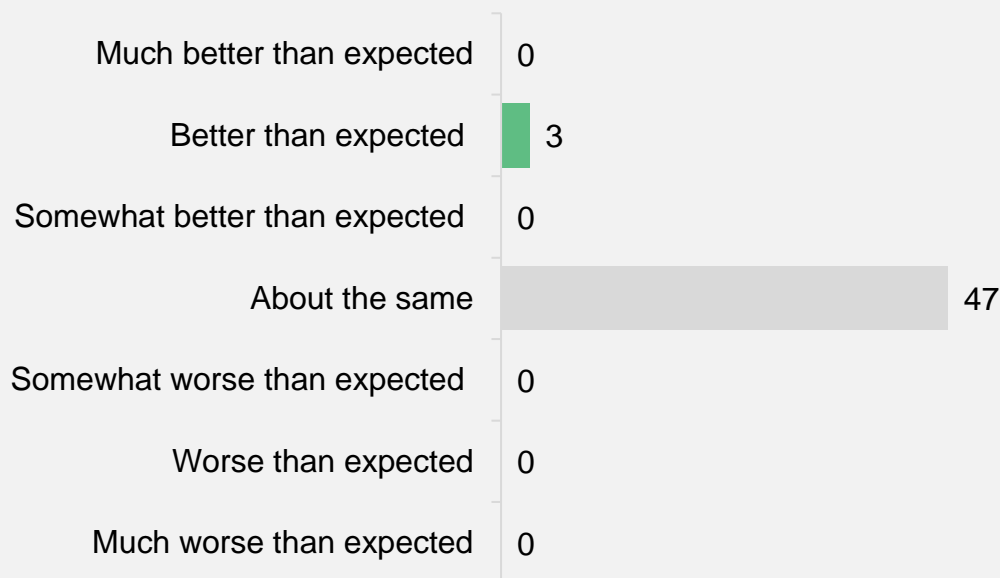 Much better than expected 0
Better than expected 3
Somewhat better than expected 0
About the same 47
Somewhat worse than expected 0
Worse than expected 0
Much worse than expected 0